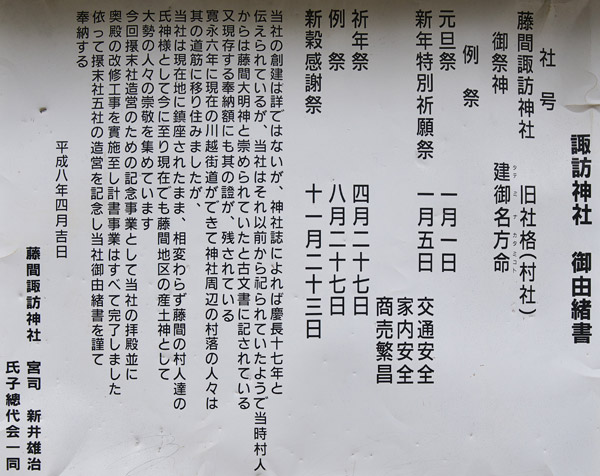 諏訪神社 御由緒書
社号
藤間諏訪神社 旧社格(村社)
御祭神 建御名方命
タテ ミ ナ カタ ミコト
例祭
元旦祭 一月一日
新年特別祈願祭 一月五日 交通安全
家内安全
商売繁昌
祈年祭 四月二十七日
例祭 八月二十七日
新穀感謝祭 十一月二十三日
当社の創建は詳ではないが、神社誌によれば慶長十七年と
伝えられているが、当社はそれ以前から祀られていたようで当時村人
からは藤間大明神と崇められていたと古文書に記されている
又現存する奉納額にも其の證が、残されている
寛永六年に現在の川越街道ができて神社周辺の村落の人々は
其の道筋に移り住みましたが、
当社は現在地に鎮座されたまま、相変わらず藤間の村人達の
氏神様として今に至り現在でも藤間地区の産土神として
大勢の人々の崇敬を集めています
今回摂末社造営のための記念事業として当社の拝殿並に
奥殿の改修工事を実施至し計書事業はすべて完了しました
依って摂末社五社の造営を記念し当社御由緒書を謹て
奉納する
平成八年四月吉日
藤間諏訪神社 宮司 新井雄治
氏子總代会一同